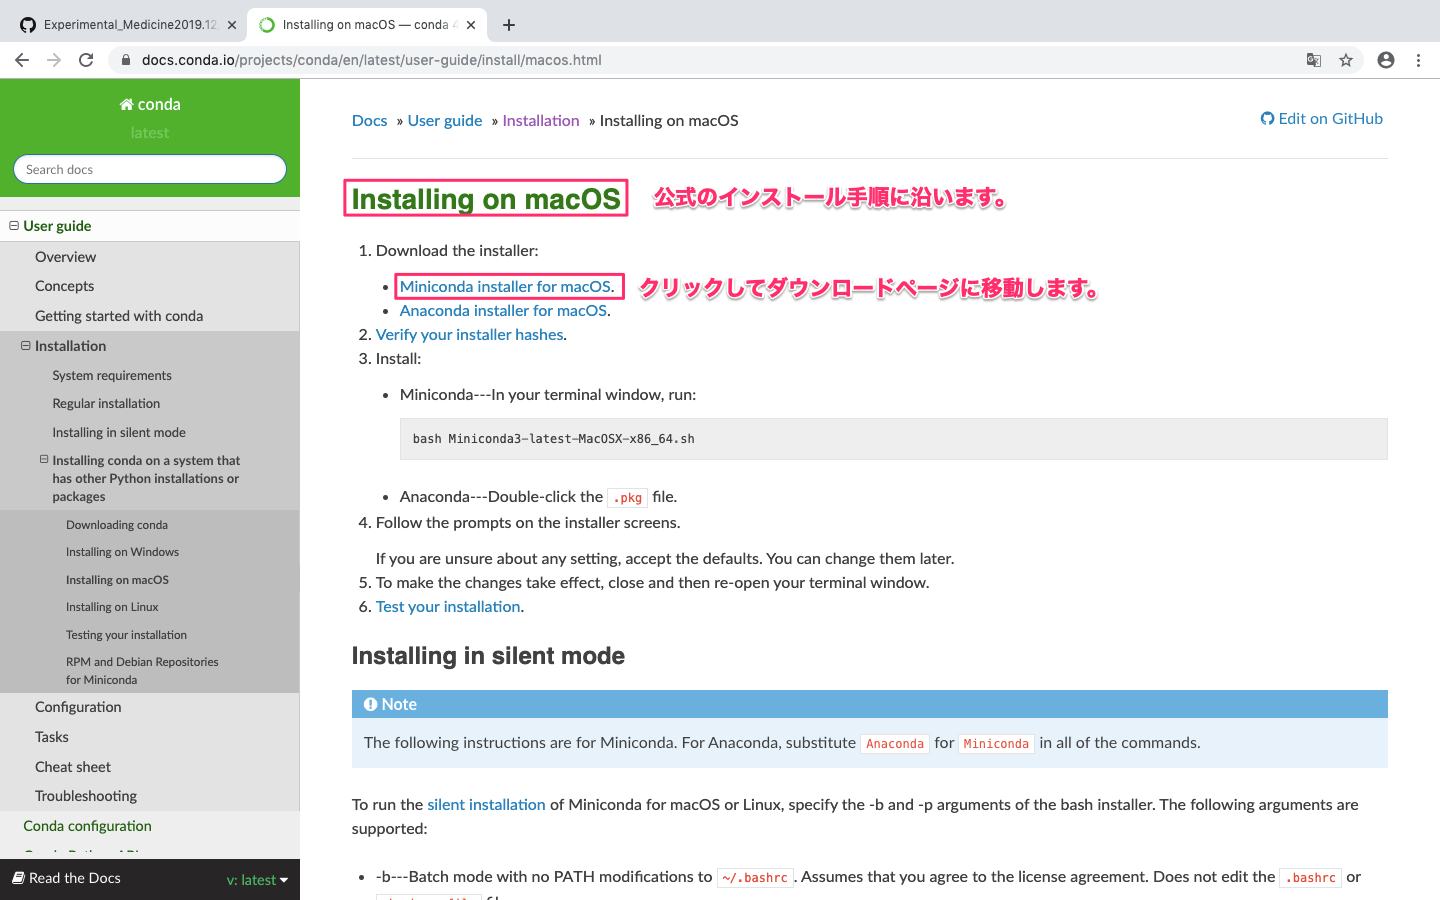 Experimental_Medicine2019.12
Installing on macOS — conda 4
docs.conda.io/projects/conda/en/latest/user-guide/install/macos.html
conda
latest
Search docs
User guide
Overview
Concepts
Getting started with conda
Installation
System requirements
Regular installation
Installing in silent mode
Installing conda on a system that
has other Python installations or
packages
Downloading conda
Installing on Windows
Installing on macOS
Installing on Linux
Testing your installation
RPM and Debian Repositories
for Miniconda
Configuration
Tasks
Cheat sheet
Troubleshooting
Conda configuration
Read the Docs
v: latest
Docs » User guide » Installation » Installing on macOS
Edit on GitHub
Installing on macOS 公式のインストール手順に沿います。
1. Download the installer:
• Miniconda installer for macOS. クリックしてダウンロードページに移動します。
• Anaconda installer for macOS.
2. Verify your installer hashes.
3. Install:
• Miniconda---In your terminal window, run:
bash Miniconda3-latest-MacOSX-x86_64.sh
• Anaconda---Double-click the .pkg file.
4. Follow the prompts on the installer screens.
If you are unsure about any setting, accept the defaults. You can change them later.
5. To make the changes take effect, close and then re-open your terminal window.
6. Test your installation.
Installing in silent mode
Note
The following instructions are for Miniconda. For Anaconda, substitute Anaconda for Miniconda in all of the commands.
To run the silent installation of Miniconda for macOS or Linux, specify the -b and -p arguments of the bash installer. The following arguments are
supported:
• -b---Batch mode with no PATH modifications to ~/.bashrc. Assumes that you agree to the license agreement. Does not edit the .bashrc or